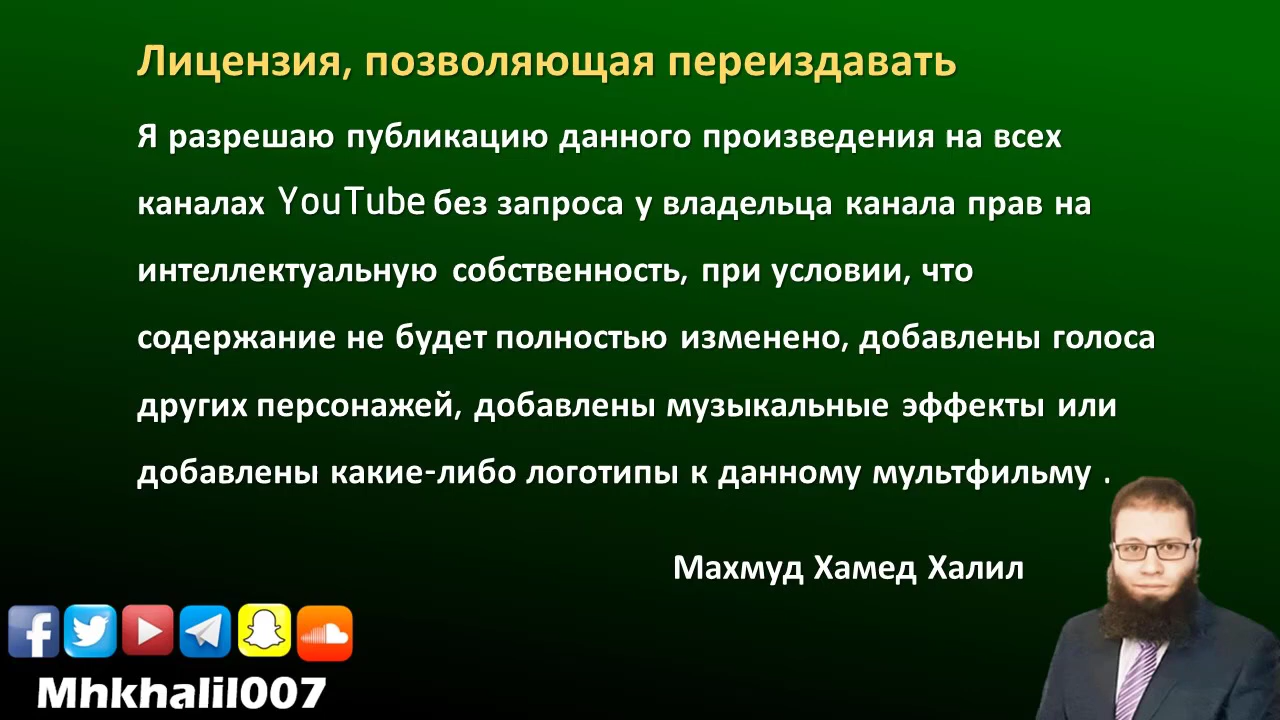 Лицензия, позволяющая переиздавать
Я разрешаю публикацию данного произведения на всех
каналах YouTube без запроса у владельца канала прав на
интеллектуальную собственность, при условии, что
содержание не будет полностью изменено, добавлены голоса
других персонажей, добавлены музыкальные эффекты или
добавлены какие-либо логотипы к данному мультфильму .
Махмуд Хамед Халил
Mhkhalil007